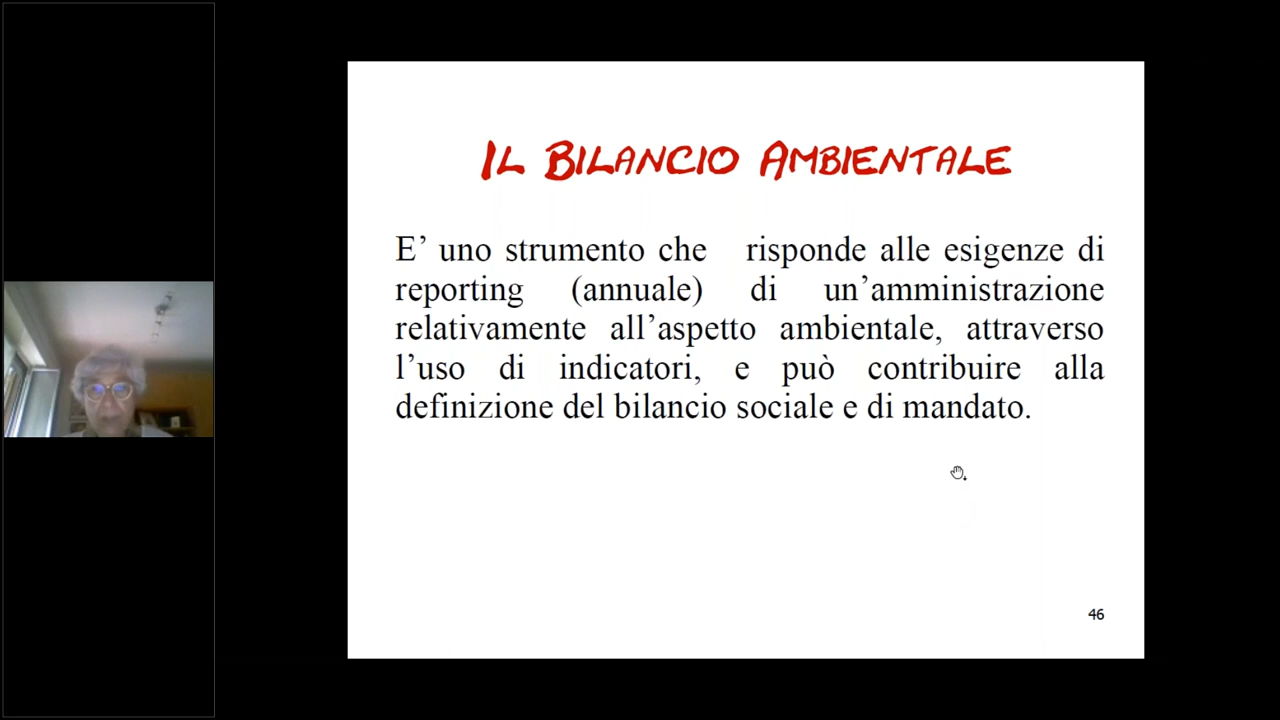 IL BILANCIO AMBIENTALE
E’ uno strumento che risponde alle esigenze di
reporting (annuale) di un’amministrazione
relativamente all’aspetto ambientale, attraverso
l’uso di indicatori, e può contribuire alla
definizione del bilancio sociale e di mandato.
46